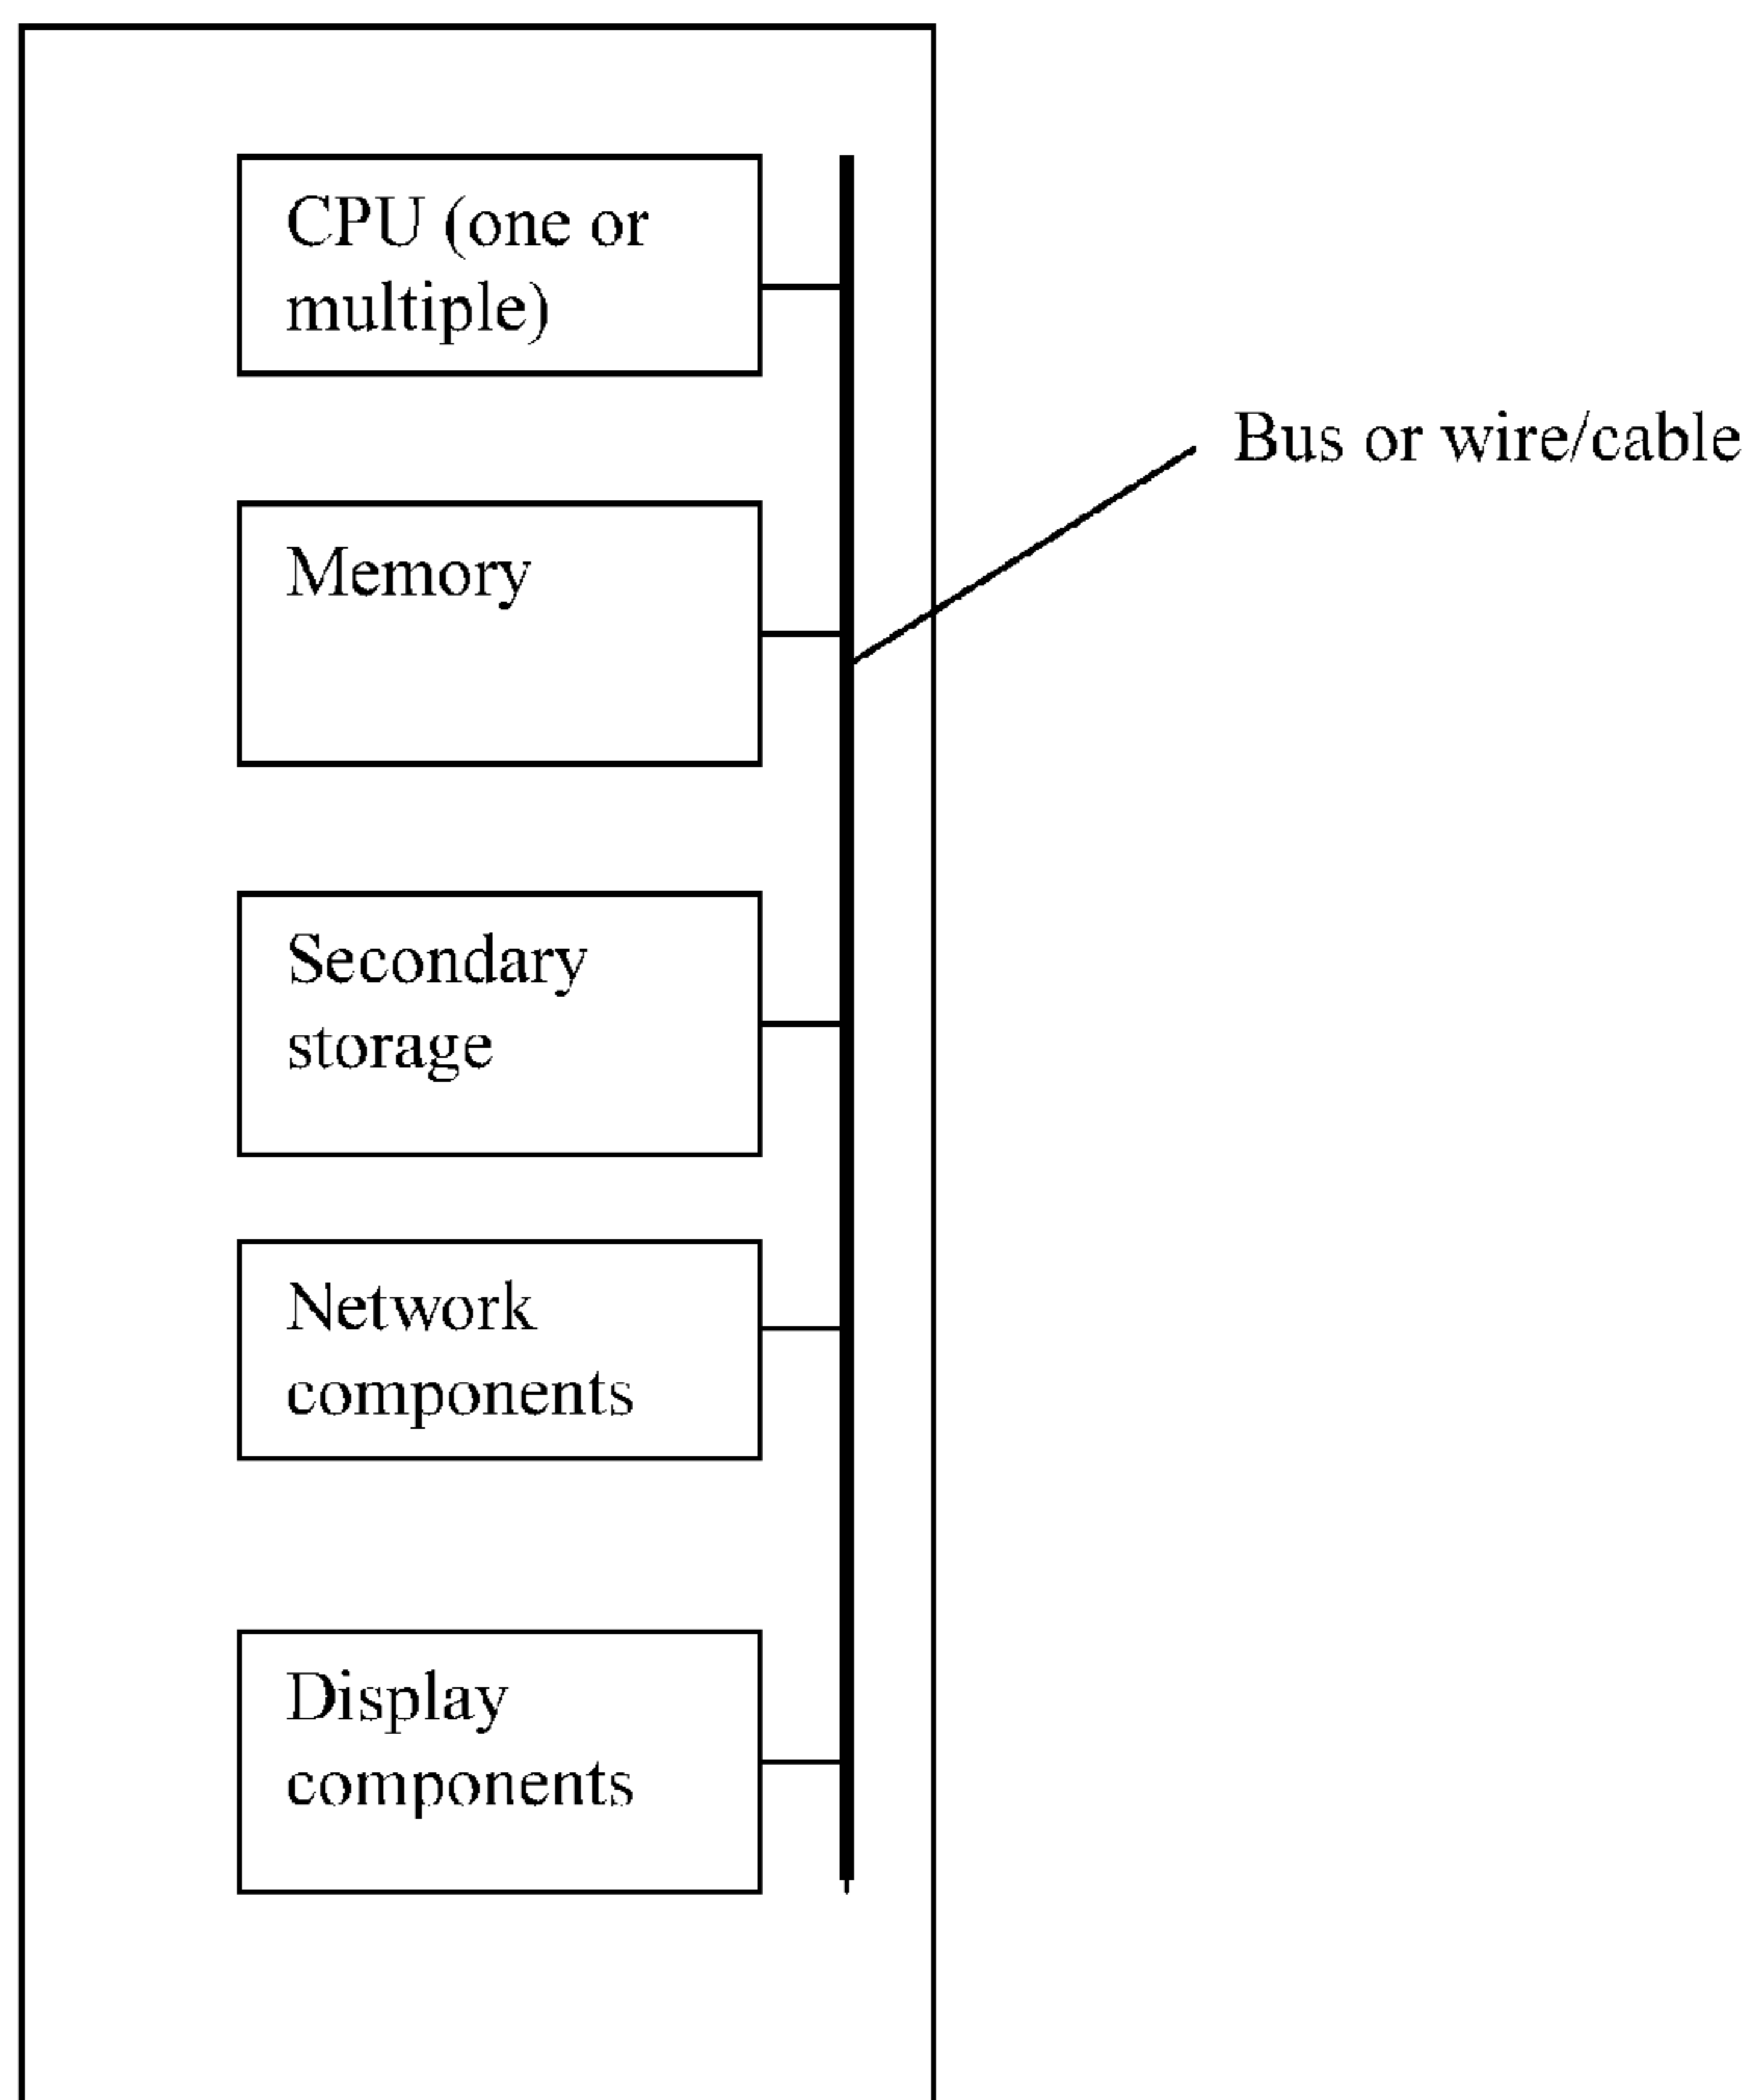 CPU (one or
multiple)
Bus or wire/cable
Memory
Secondary
storage
Network
components
Display
components